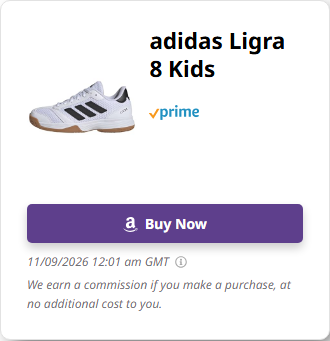 adidas Ligra
8 Kids
prime
Buy Now
11/09/2026 12:01 am GMT
We earn a commission if you make a purchase, at
no additional cost to you.